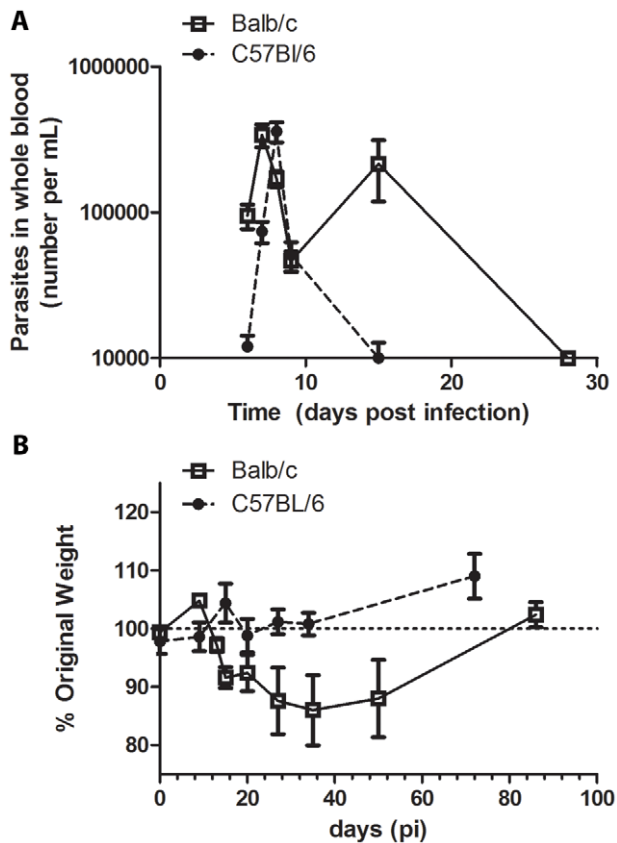 A
Balb/c
C57Bl/6
Parasites in whole blood
(number per mL)
1000000
100000
10000
0 10 20 30
Time (days post infection)
B
Balb/c
C57BL/6
% Original Weight
120
110
100
90
80
0 20 40 60 80 100
days (pi)